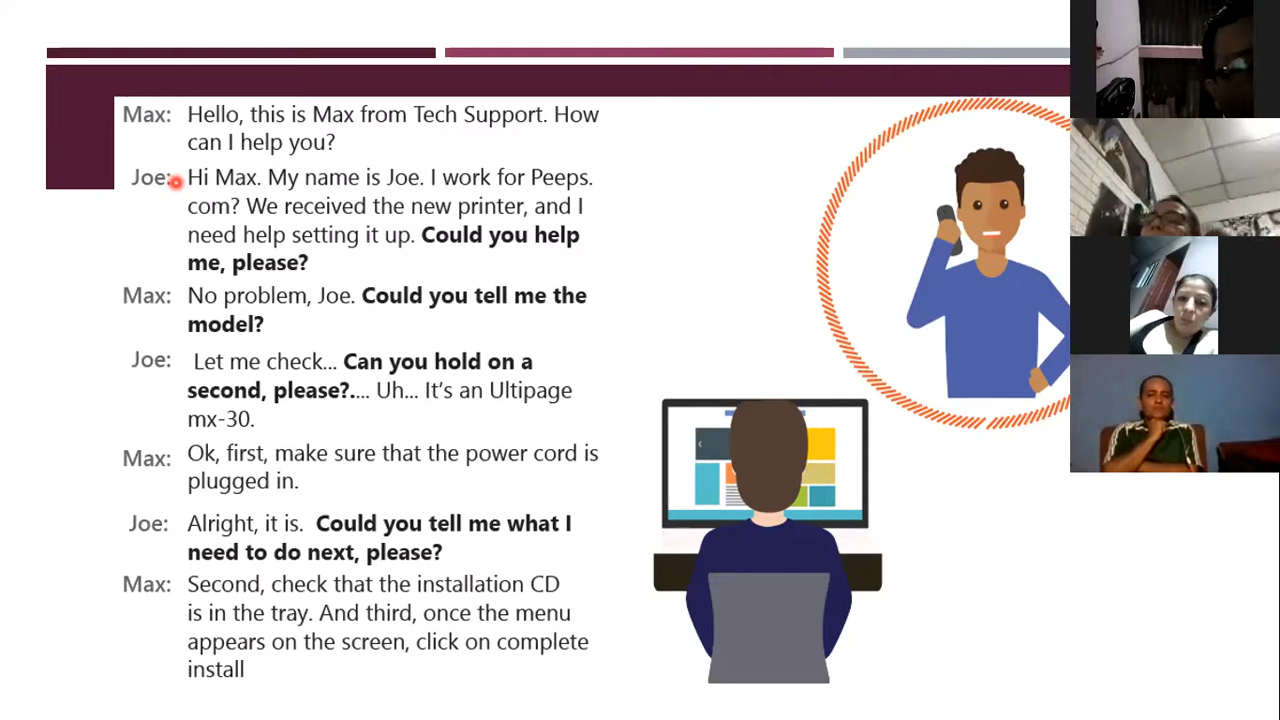 Max: Hello, this is Max from Tech Support. How
can I help you?
Joe: Hi Max. My name is Joe. I work for Peeps.
com? We received the new printer, and I
need help setting it up. Could you help
me, please?
Max: No problem, Joe. Could you tell me the
model?
Joe: Let me check... Can you hold on a
second, please?.... Uh... It’s an Ultipage
mx-30.
Max: Ok, first, make sure that the power cord is
plugged in.
Joe: Alright, it is. Could you tell me what I
need to do next, please?
Max: Second, check that the installation CD
is in the tray. And third, once the menu
appears on the screen, click on complete
install